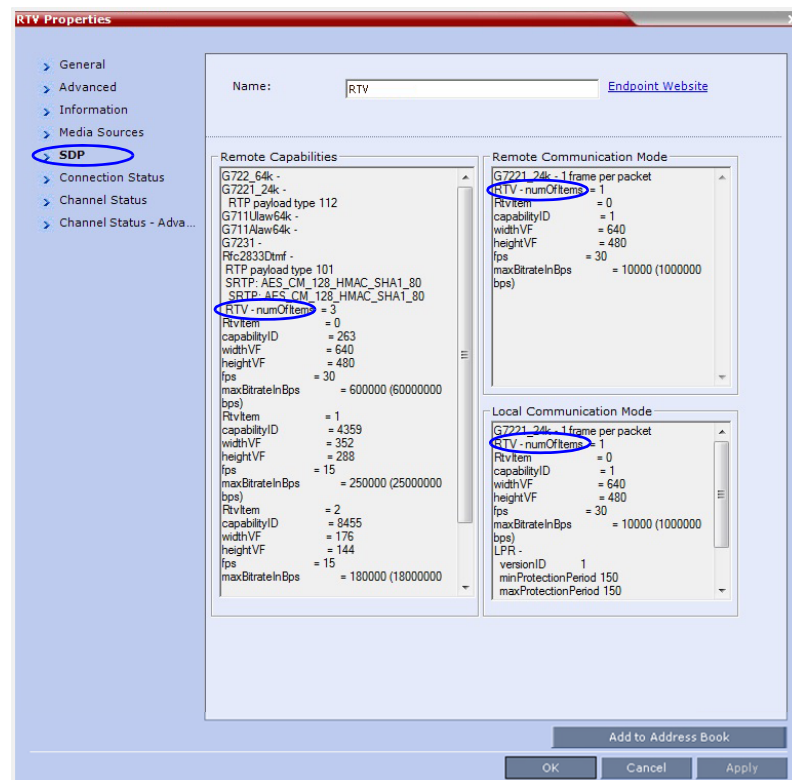 RTV Properties
General
Advanced
Information
Media Sources
SDP
Connection Status
Channel Status
Channel Status - Adva...
Name:
RTV
Endpoint Website
Remote Capabilities
G722_64k -
G7221_24k -
RTP payload type 112
G711Ulaw64k -
G711Alaw64k -
G7231 -
Rfc2833Dtmf -
RTP payload type 101
SRTP: AES_CM_128_HMAC_SHA1_80
SRTP: AES_CM_128_HMAC_SHA1_80
RTV - numOfItems = 3
RtvItem = 0
capabilityID = 263
widthVF = 640
heightVF = 480
fps = 30
maxBitrateInBps = 600000 (60000000
bps)
RtvItem = 1
capabilityID = 4359
widthVF = 352
heightVF = 288
fps = 15
maxBitrateInBps = 250000 (25000000
bps)
RtvItem = 2
capabilityID = 8455
widthVF = 176
heightVF = 144
fps = 15
maxBitrateInBps = 180000 (18000000
Remote Communication Mode
G7221_24k - 1 frame per packet
RTV - numOfItems = 1
RtvItem = 0
capabilityID = 1
widthVF = 640
heightVF = 480
fps = 30
maxBitrateInBps = 10000 (1000000
bps)
Local Communication Mode
G7221_24k - 1 frame per packet
RTV - numOfItems = 1
RtvItem = 0
capabilityID = 1
widthVF = 640
heightVF = 480
fps = 30
maxBitrateInBps = 10000 (1000000
bps)
LPR -
versionID 1
minProtectionPeriod 150
maxProtectionPeriod 150
Add to Address Book
OK
Cancel
Apply